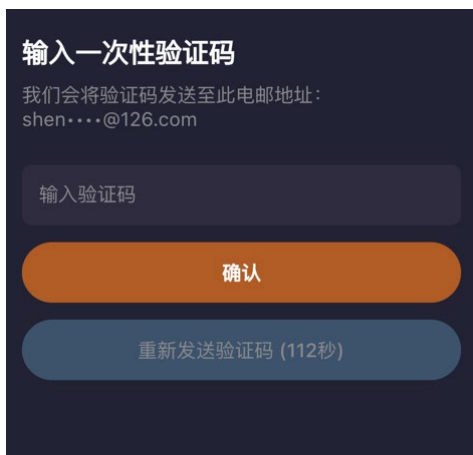 输入一次性验证码
我们会将验证码发送至此电邮地址：
shen····@126.com
输入验证码
确认
重新发送验证码 (112秒)